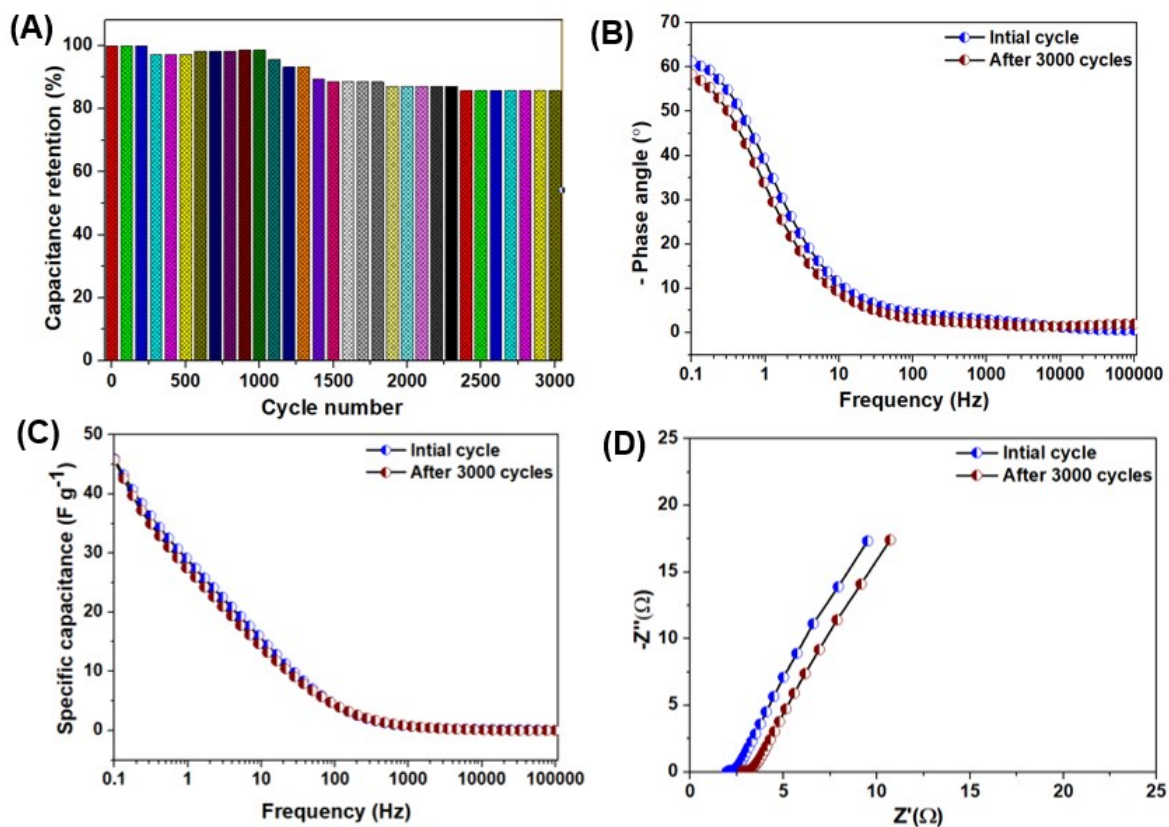 (A)
Capacitance retention (%)
100
80
60
40
20
0
0 500 1000 1500 2000 2500 3000
Cycle number
(B)
- Phase angle (°)
70
60
50
40
30
20
10
0
Intial cycle
After 3000 cycles
0.1 1 10 100 1000 10000 100000
Frequency (Hz)
(C)
Specific capacitance (F g-1)
50
40
30
20
10
0
Intial cycle
After 3000 cycles
0.1 1 10 100 1000 10000 100000
Frequency (Hz)
(D)
-Z''(Ω)
25
20
15
10
5
0
Intial cycle
After 3000 cycles
0 5 10 15 20 25
Z'(Ω)